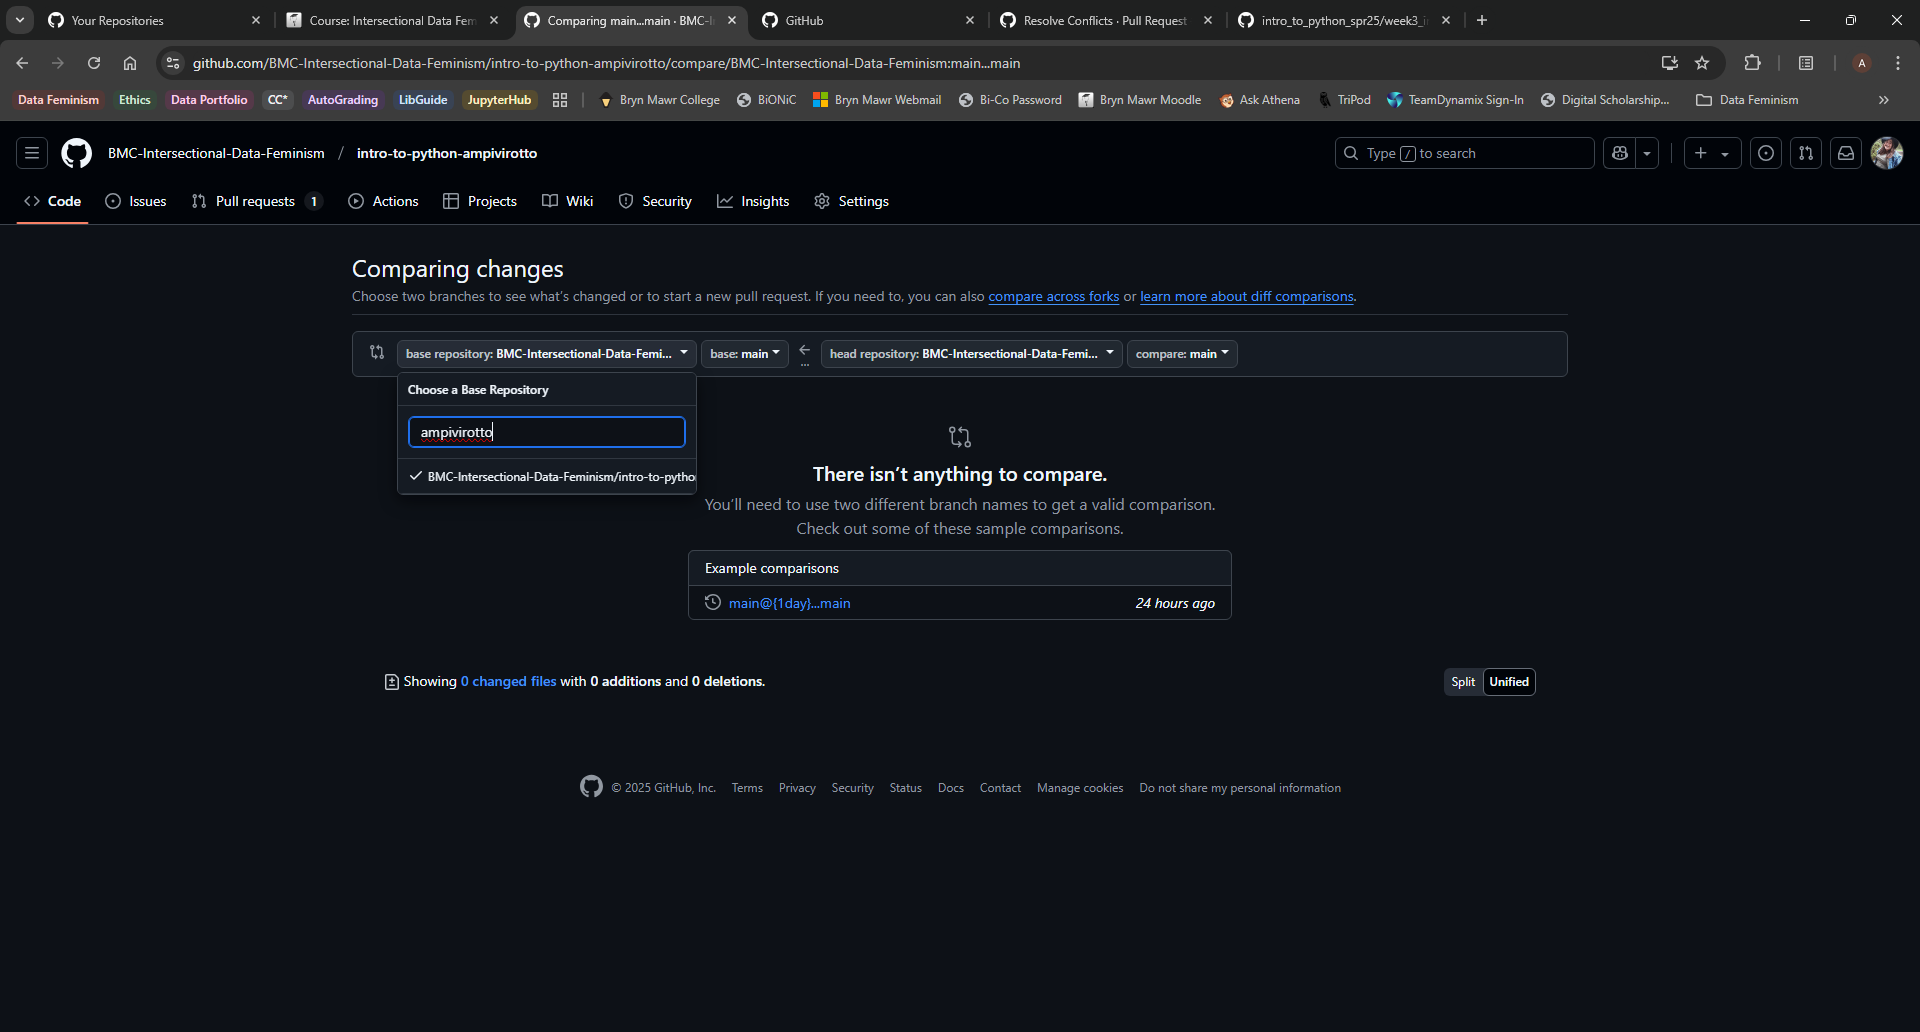 Your Repositories
Course: Intersectional Data Fem
Comparing main...main · BMC-I
GitHub
Resolve Conflicts · Pull Request
intro_to_python_spr25/week3_i
github.com/BMC-Intersectional-Data-Feminism/intro-to-python-ampivirotto/compare/BMC-Intersectional-Data-Feminism:main...main
A
Data Feminism
Ethics
Data Portfolio
CC*
AutoGrading
LibGuide
JupyterHub
Bryn Mawr College
BiONiC
Bryn Mawr Webmail
Bi-Co Password
Bryn Mawr Moodle
Ask Athena
TriPod
TeamDynamix Sign-In
Digital Scholarship...
Data Feminism
BMC-Intersectional-Data-Feminism / intro-to-python-ampivirotto
Type / to search
Code
Issues
Pull requests 1
Actions
Projects
Wiki
Security
Insights
Settings
Comparing changes
Choose two branches to see what's changed or to start a new pull request. If you need to, you can also compare across forks or learn more about diff comparisons.
base repository: BMC-Intersectional-Data-Femi...
base: main
head repository: BMC-Intersectional-Data-Femi...
compare: main
Choose a Base Repository
ampivirotto
BMC-Intersectional-Data-Feminism/intro-to-pytho
There isn't anything to compare.
You'll need to use two different branch names to get a valid comparison.
Check out some of these sample comparisons.
Example comparisons
main@{1day}...main
24 hours ago
Showing 0 changed files with 0 additions and 0 deletions.
Split
Unified
© 2025 GitHub, Inc.
Terms
Privacy
Security
Status
Docs
Contact
Manage cookies
Do not share my personal information